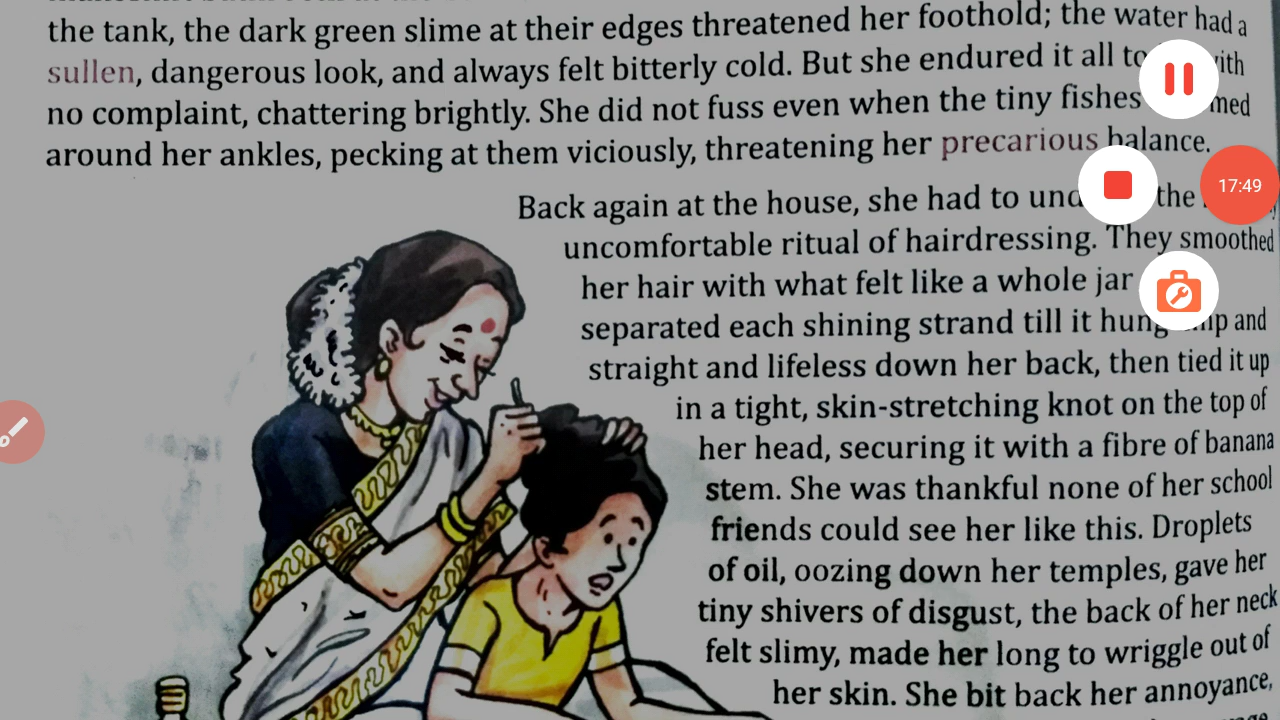 the tank, the dark green slime at their edges threatened her foothold; the water had a
sullen, dangerous look, and always felt bitterly cold. But she endured it all with
no complaint, chattering brightly. She did not fuss even when the tiny fishes
around her ankles, pecking at them viciously, threatening her precarious balance.
Back again at the house, she had to the
uncomfortable ritual of hairdressing. They smoothed
her hair with what felt like a whole jar
separated each shining strand till it hung and
straight and lifeless down her back, then tied it up
in a tight, skin-stretching knot on the top of
her head, securing it with a fibre of banana
stem. She was thankful none of her school
friends could see her like this. Droplets
of oil, oozing down her temples, gave her
tiny shivers of disgust, the back of her neck
felt slimy, made her long to wriggle out of
her skin. She bit back her annoyance,
17:49